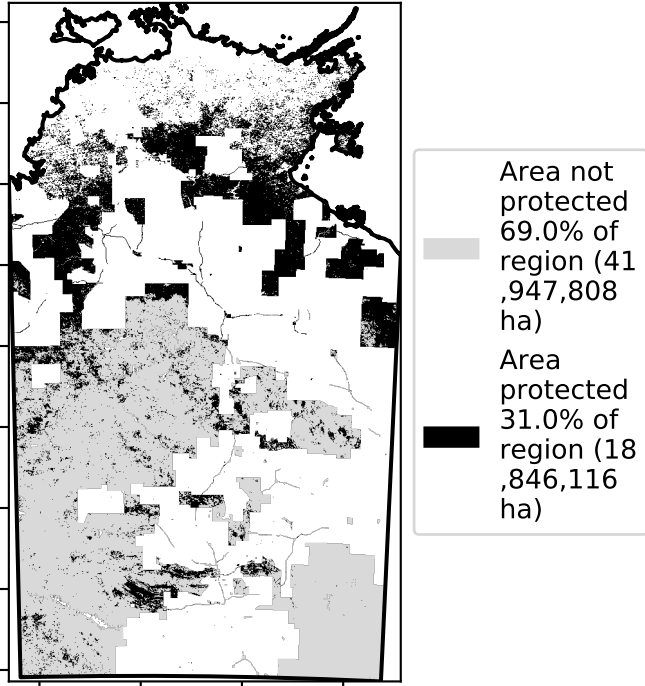 Area not
protected
69.0% of
region (41
,947,808
ha)
Area
protected
31.0% of
region (18
,846,116
ha)